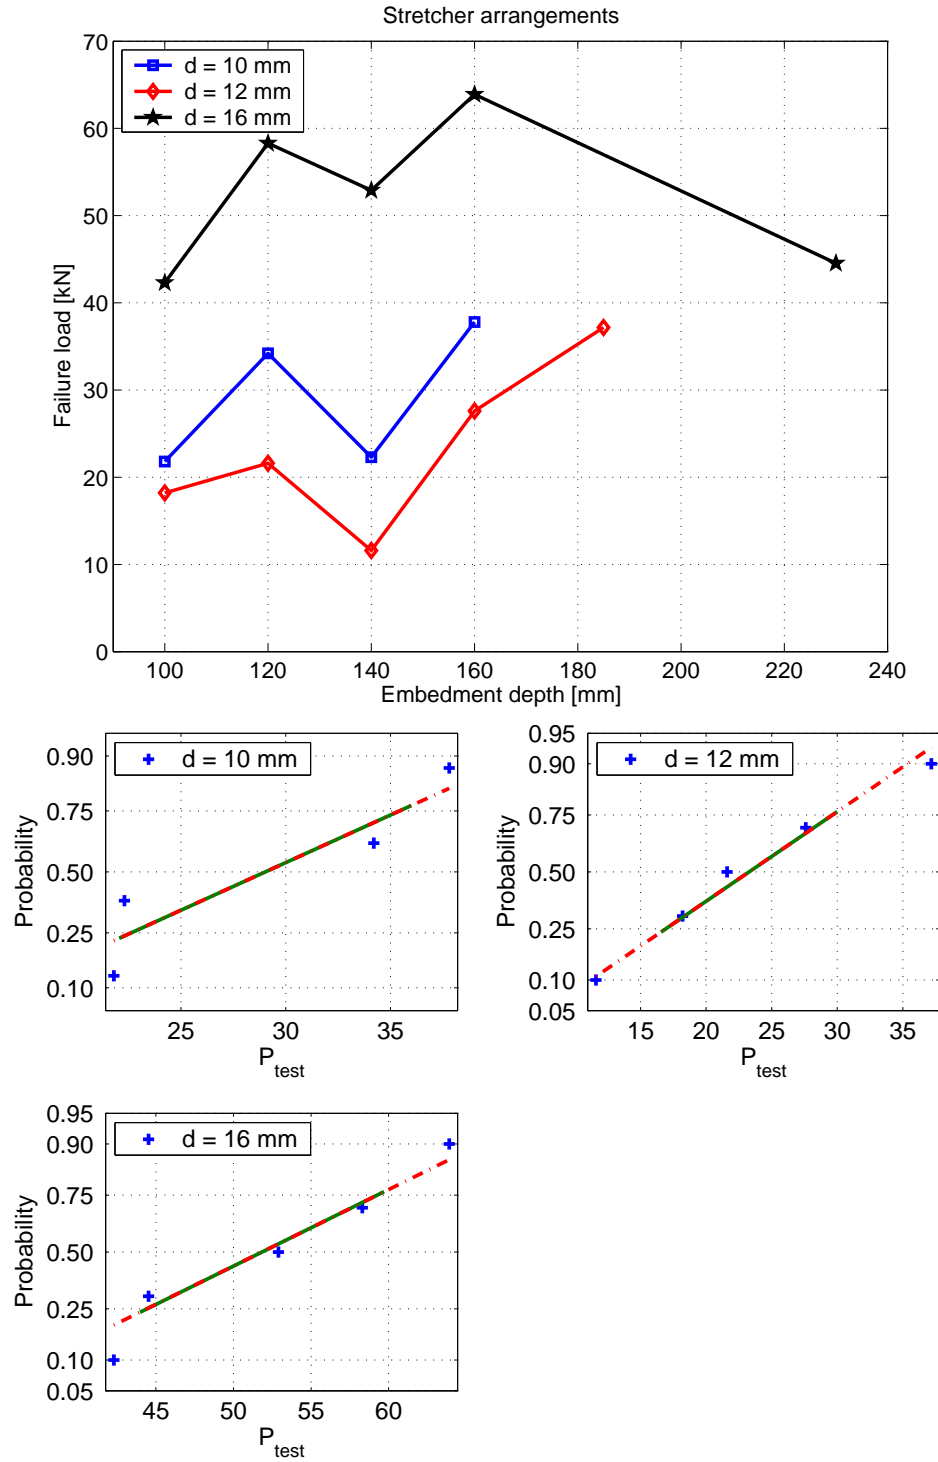 Stretcher arrangements
70
60
50
40
30
20
10
0
d = 10 mm
d = 12 mm
d = 16 mm
Failure load [kN]
100 120 140 160 180 200 220 240
Embedment depth [mm]
0.90
0.75
0.50
0.25
0.10
d = 10 mm
Probability
25 30 35
P_test
0.95
0.90
0.75
0.50
0.25
0.10
0.05
d = 12 mm
Probability
15 20 25 30 35
P_test
0.95
0.90
0.75
0.50
0.25
0.10
0.05
d = 16 mm
Probability
45 50 55 60
P_test